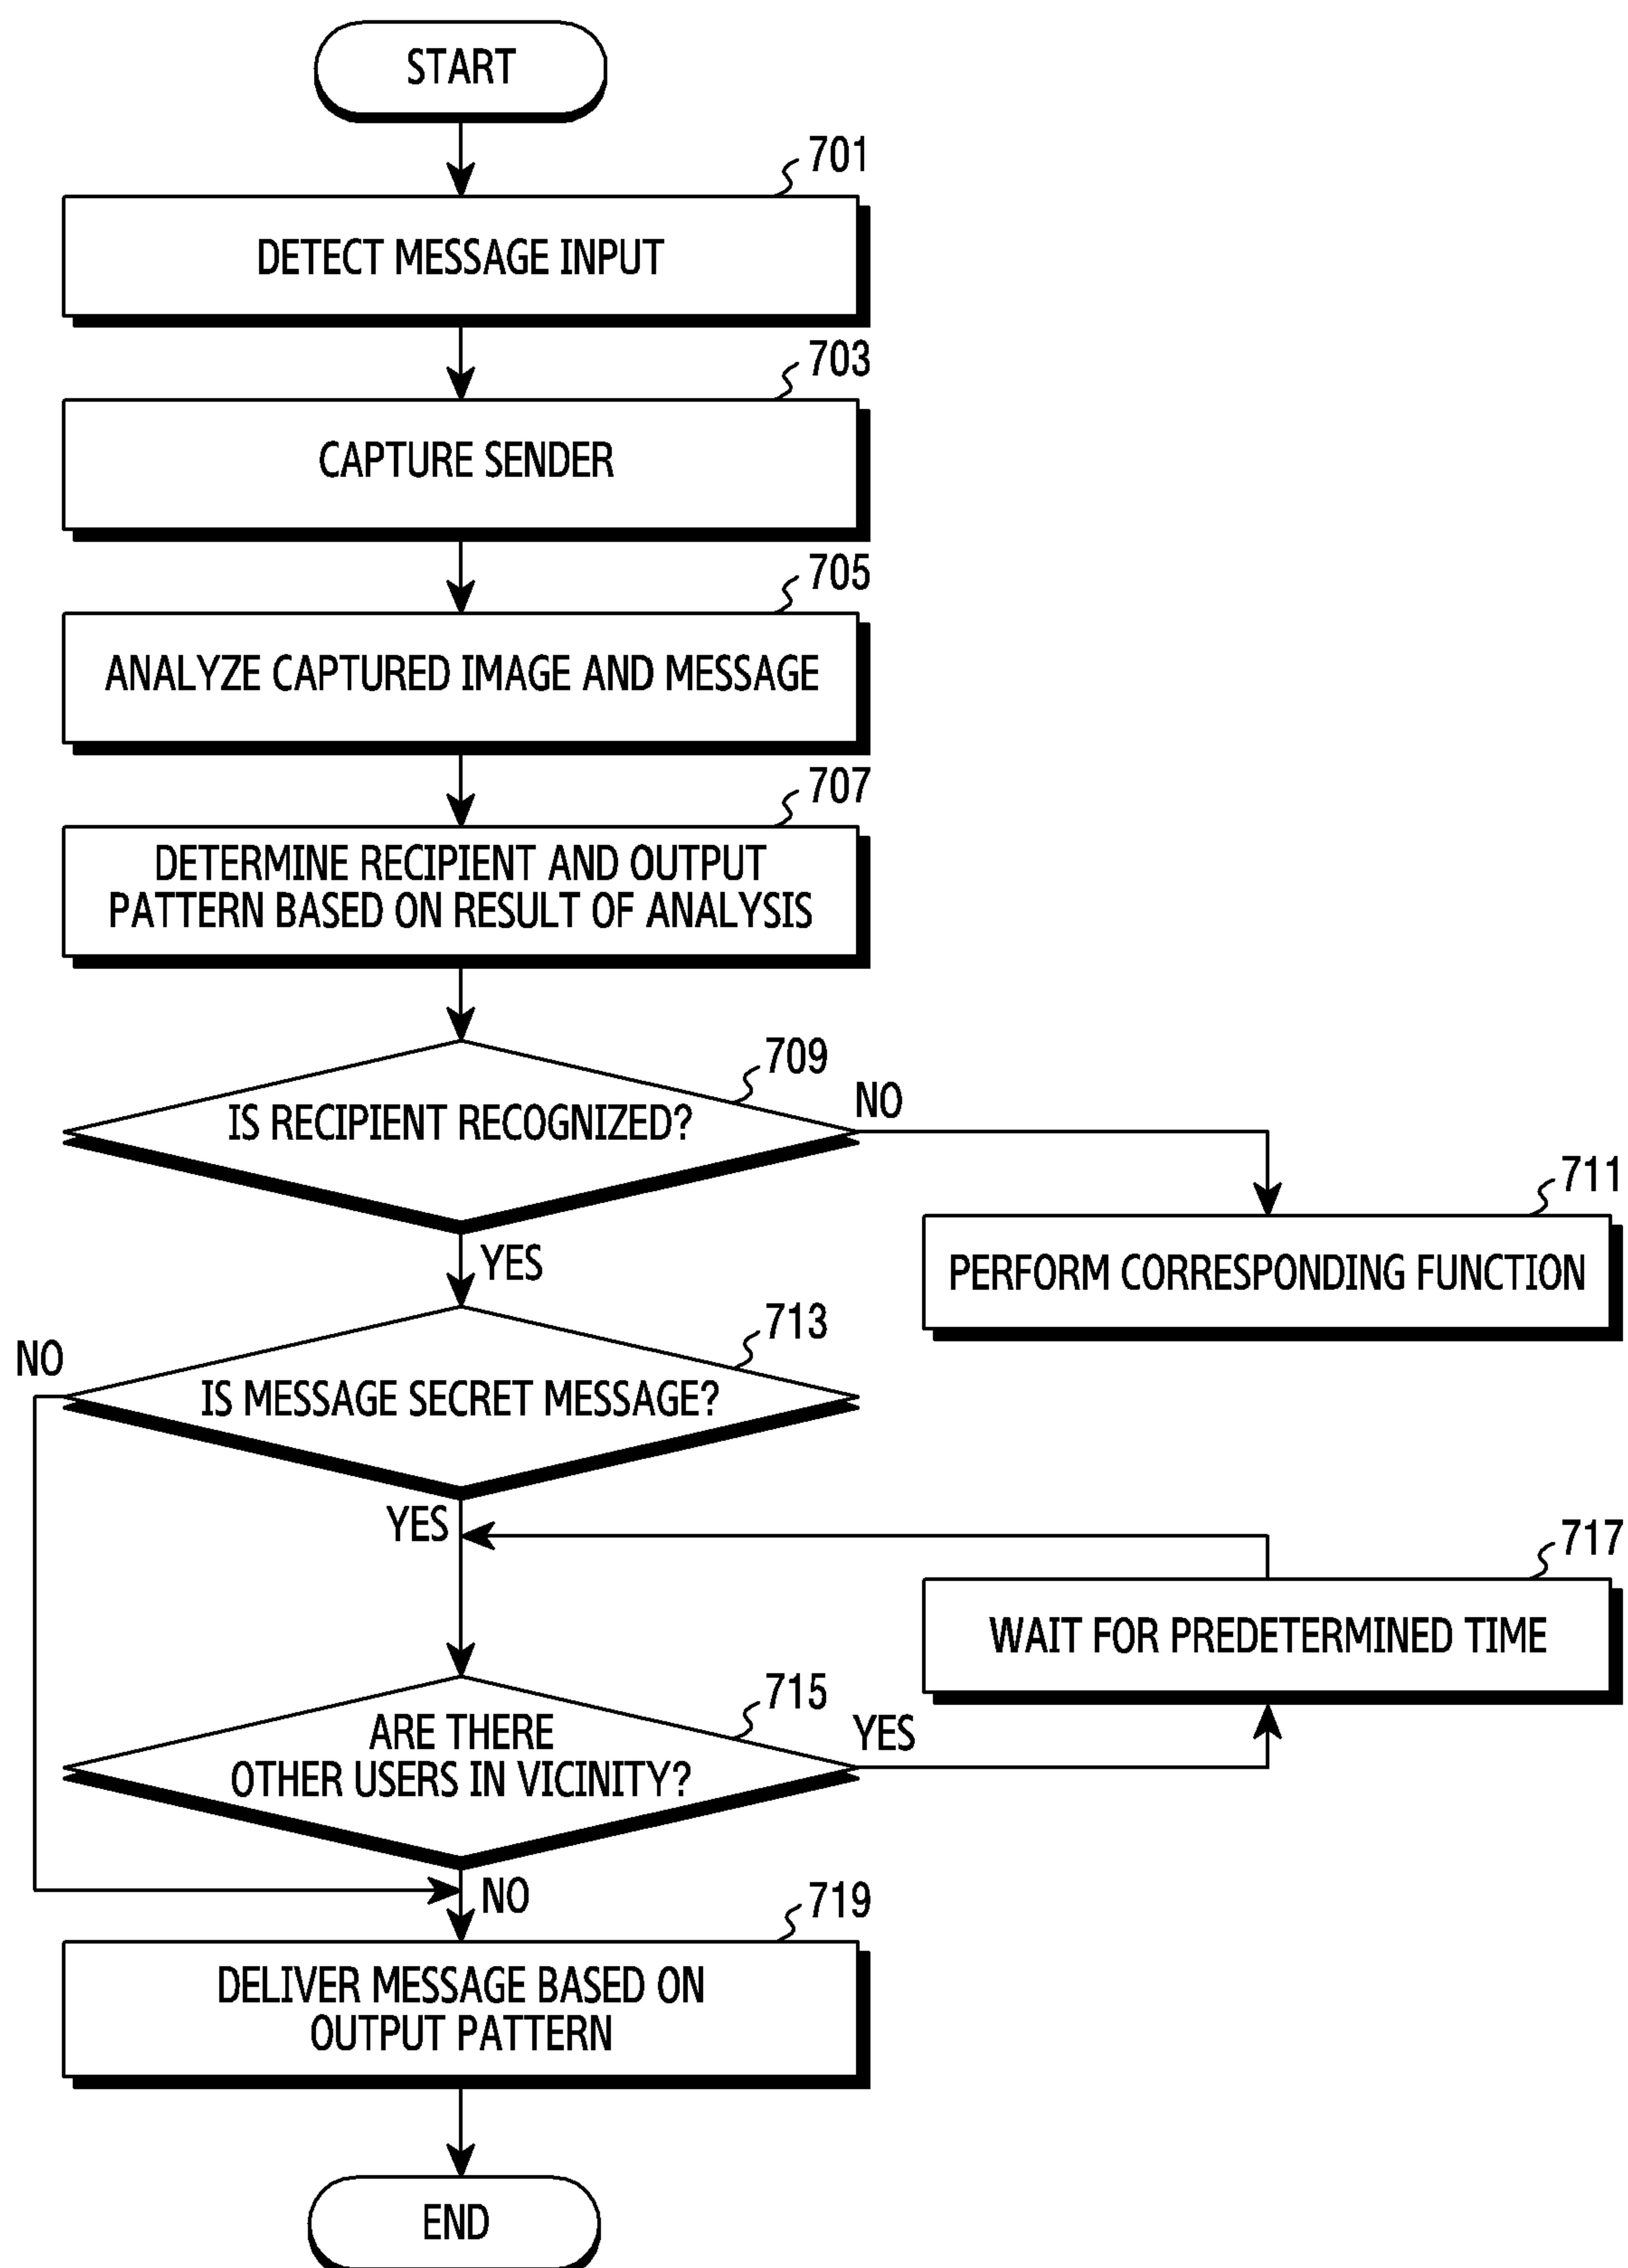 START
701
DETECT MESSAGE INPUT
703
CAPTURE SENDER
705
ANALYZE CAPTURED IMAGE AND MESSAGE
707
DETERMINE RECIPIENT AND OUTPUT
PATTERN BASED ON RESULT OF ANALYSIS
709
IS RECIPIENT RECOGNIZED?
NO
711
PERFORM CORRESPONDING FUNCTION
YES
713
NO
IS MESSAGE SECRET MESSAGE?
YES
717
WAIT FOR PREDETERMINED TIME
715
ARE THERE
OTHER USERS IN VICINITY?
YES
NO
719
DELIVER MESSAGE BASED ON
OUTPUT PATTERN
END